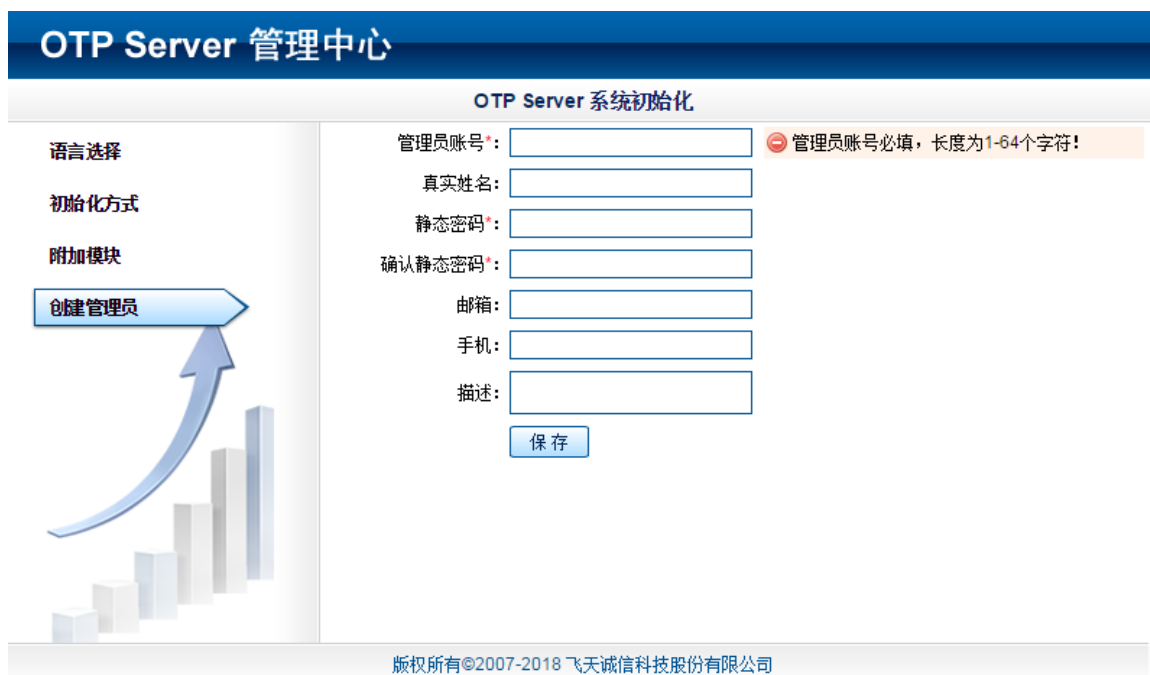 OTP Server 管理中心
OTP Server 系统初始化
语言选择
初始化方式
附加模块
创建管理员
管理员账号*：
管理员账号必填，长度为1-64个字符!
真实姓名：
静态密码*：
确认静态密码*：
邮箱：
手机：
描述：
保存
版权所有©2007-2018 飞天诚信科技股份有限公司